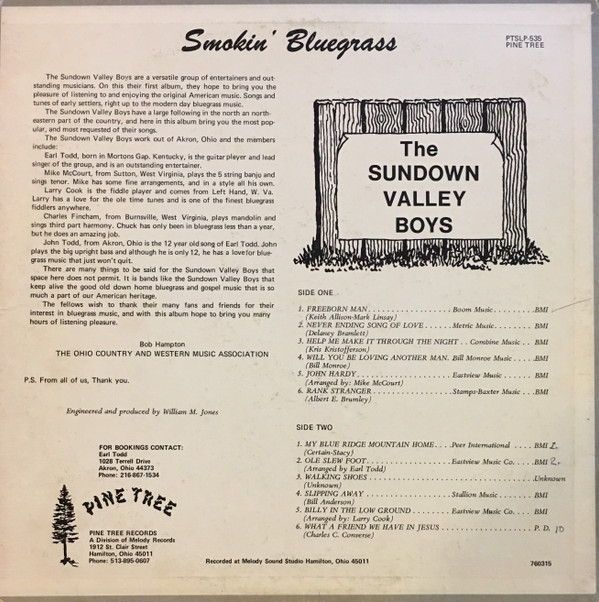 Smokin' Bluegrass
PTSLP-535
PINE TREE
The Sundown Valley Boys are a versatile group of entertainers and out-
standing musicians. On this their first album, they hope to bring you the
pleasure of listening to and enjoying the original American music. Songs and
tunes of early settlers, right up to the modern day bluegrass music.
The Sundown Valley Boys have a large following in the north an north-
eastern part of the country, and here in this album bring you the most pop-
ular, and most requested of their songs.
The Sundown Valley Boys work out of Akron, Ohio and the members
include:
Earl Todd, born in Mortons Gap. Kentucky, is the guitar pleyer and lead
singer of the group, and is an outstanding entertainer.
Mike McCourt, from Sutton, West Virginia, plays the 5 string banjo and
sings tenor. Mike has some fine arrangements, and in a style all his own.
Larry Cook is the fiddle player and comes from Left Hand, W. Va.
Larry has a love for the ole time tunes and is one of the finest bluegrass
fiddlers anywhere.
Charles Fincham, from Burnsville, West Virginia, plays mandolin and
sings third part harmony. Chuck has only been in bluegrass less than a year,
but he does an amazing job.
John Todd, from Akron, Ohio is the 12 year old song of Earl Todd. John
plays the big upright bass and although he is only 12, he has a love for blue-
grass music that just won't quit.
There are many things to be said for the Sundown Valley Boys that
space here does not permit. It is bands like the Sundown Valley Boys that
keep alive the good old down home bluegrass and gospel music that is so
much a part of our American heritage.
The fellows wish to thank their many fans and friends for their
interest in bluegrass music, and with this album hope to bring you many
hours of listening pleasure.
Bob Hampton
THE OHIO COUNTRY AND WESTERN MUSIC ASSOCIATION
P.S. From all of us, Thank you.
Engineered and produced by William M. Jones
FOR BOOKINGS CONTACT:
Earl Todd
1028 Terrell Drive
Akron, Ohio 44373
Phone: 216-867-1534
PINE TREE
PINE TREE RECORDS
A Division of Melody Records
1912 St. Clair Street
Hamilton, Ohio 45011
Phone: 513-895-0607
The
SUNDOWN
VALLEY
BOYS
SIDE ONE
1. FREEBORN MAN . . . . . . . . . . . . . . Boom Music . . . . . . . . BMI
(Keith Allison-Mark Linsay)
2. NEVER ENDING SONG OF LOVE . . . . . . Metric Music . . . . . . . BMI
(Delaney Bramlett)
3. HELP ME MAKE IT THROUGH THE NIGHT . . Combine Music . . . BMI
(Kris Kristofferson)
4. WILL YOU BE LOVING ANOTHER MAN. Bill Monroe Music . . . . BMI
(Bill Monroe)
5. JOHN HARDY . . . . . . . . . . . . . . Eastview Music . . . . . . BMI
(Arranged by: Mike McCourt)
6. RANK STRANGER . . . . . . . . . . . . Stamps-Baxter Music . . . BMI
(Albert E. Brumley)
SIDE TWO
1. MY BLUE RIDGE MOUNTAIN HOME . . . . Peer International . . . . BMI 2.
(Certain-Stacy)
2. OLE SLEW FOOT . . . . . . . . . . . . Eastview Music Co. . . . . BMI 2.
(Arranged by Earl Todd)
3. WALKING SHOES . . . . . . . . . . . . . . . . . . . . . . . . Unknown
(Unknown)
4. SLIPPING AWAY . . . . . . . . . . . . Stallion Music . . . . . . . BMI
(Bill Anderson)
5. BILLY IN THE LOW GROUND . . . . . . . Eastview Music Co. . . . . BMI
(Arranged by: Larry Cook)
6. WHAT A FRIEND WE HAVE IN JESUS . . . . . . . . . . . . . . . . P. D. 10
(Charles C. Converse)
Recorded at Melody Sound Studio Hamilton, Ohio 45011
760315